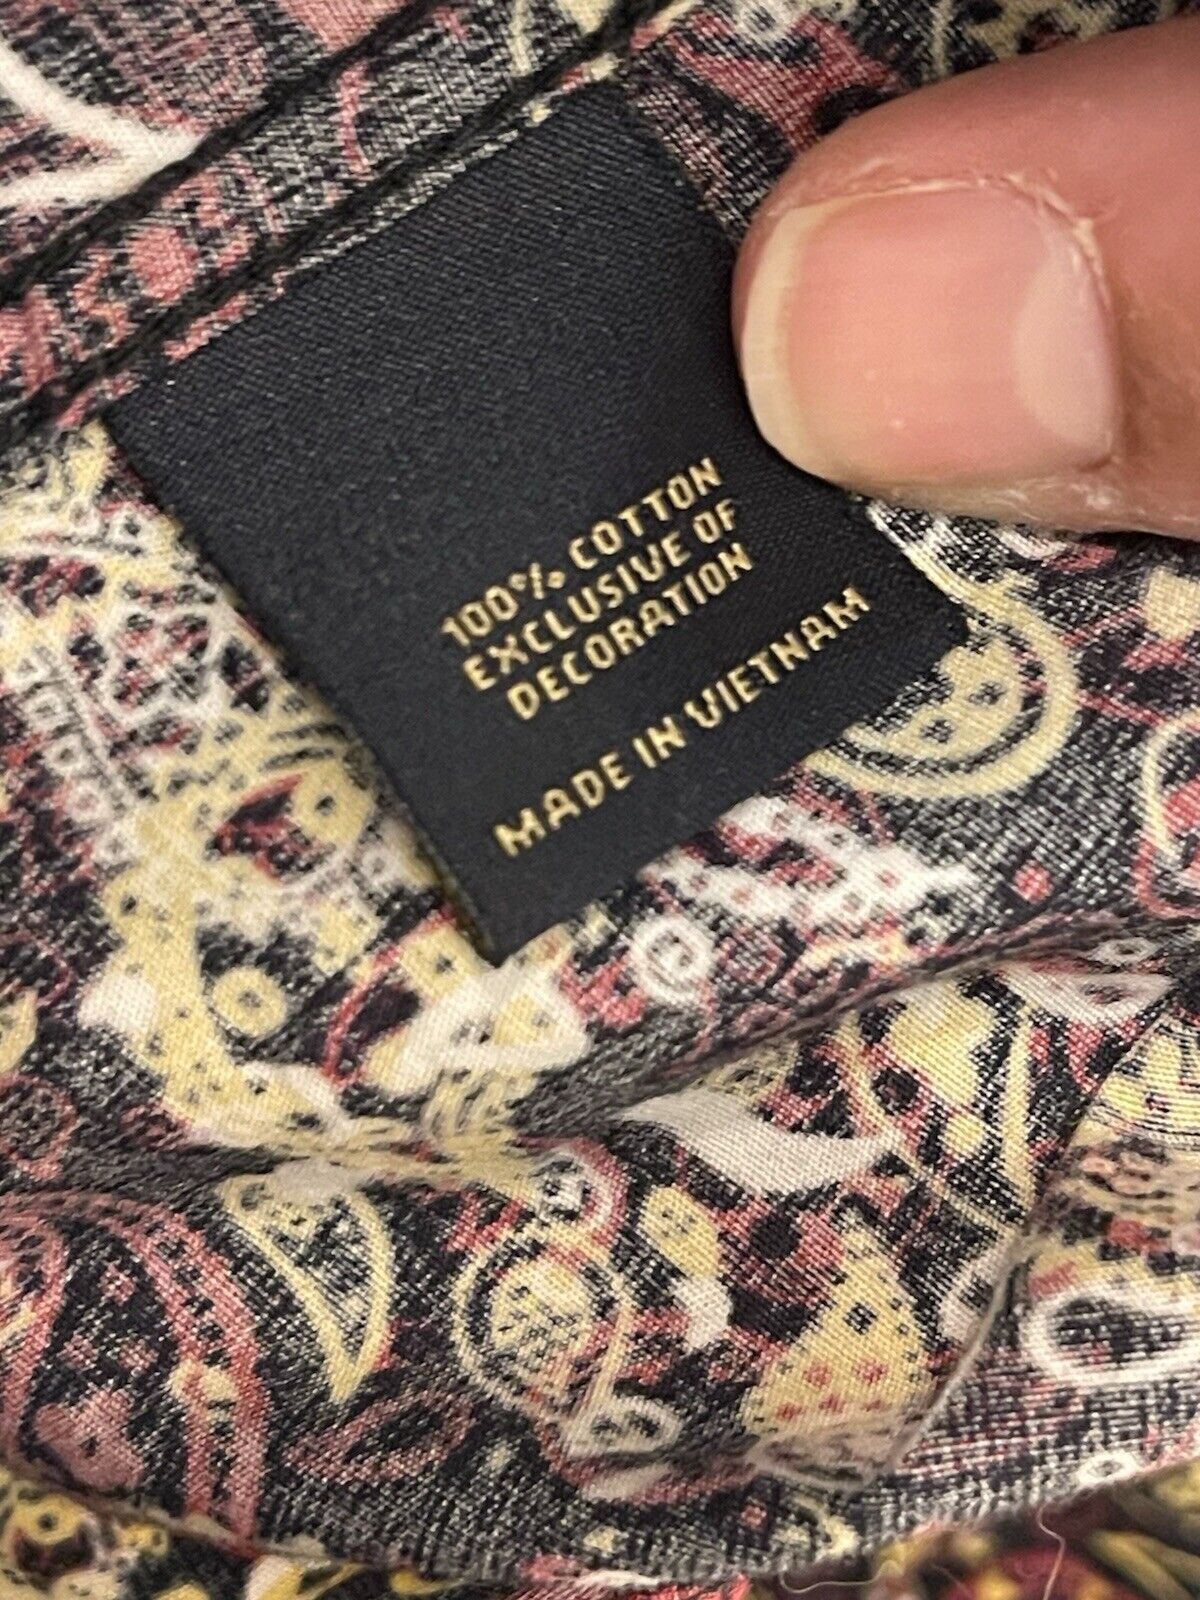 100% COTTON
EXCLUSIVE OF
DECORATION
MADE IN VIETNAM